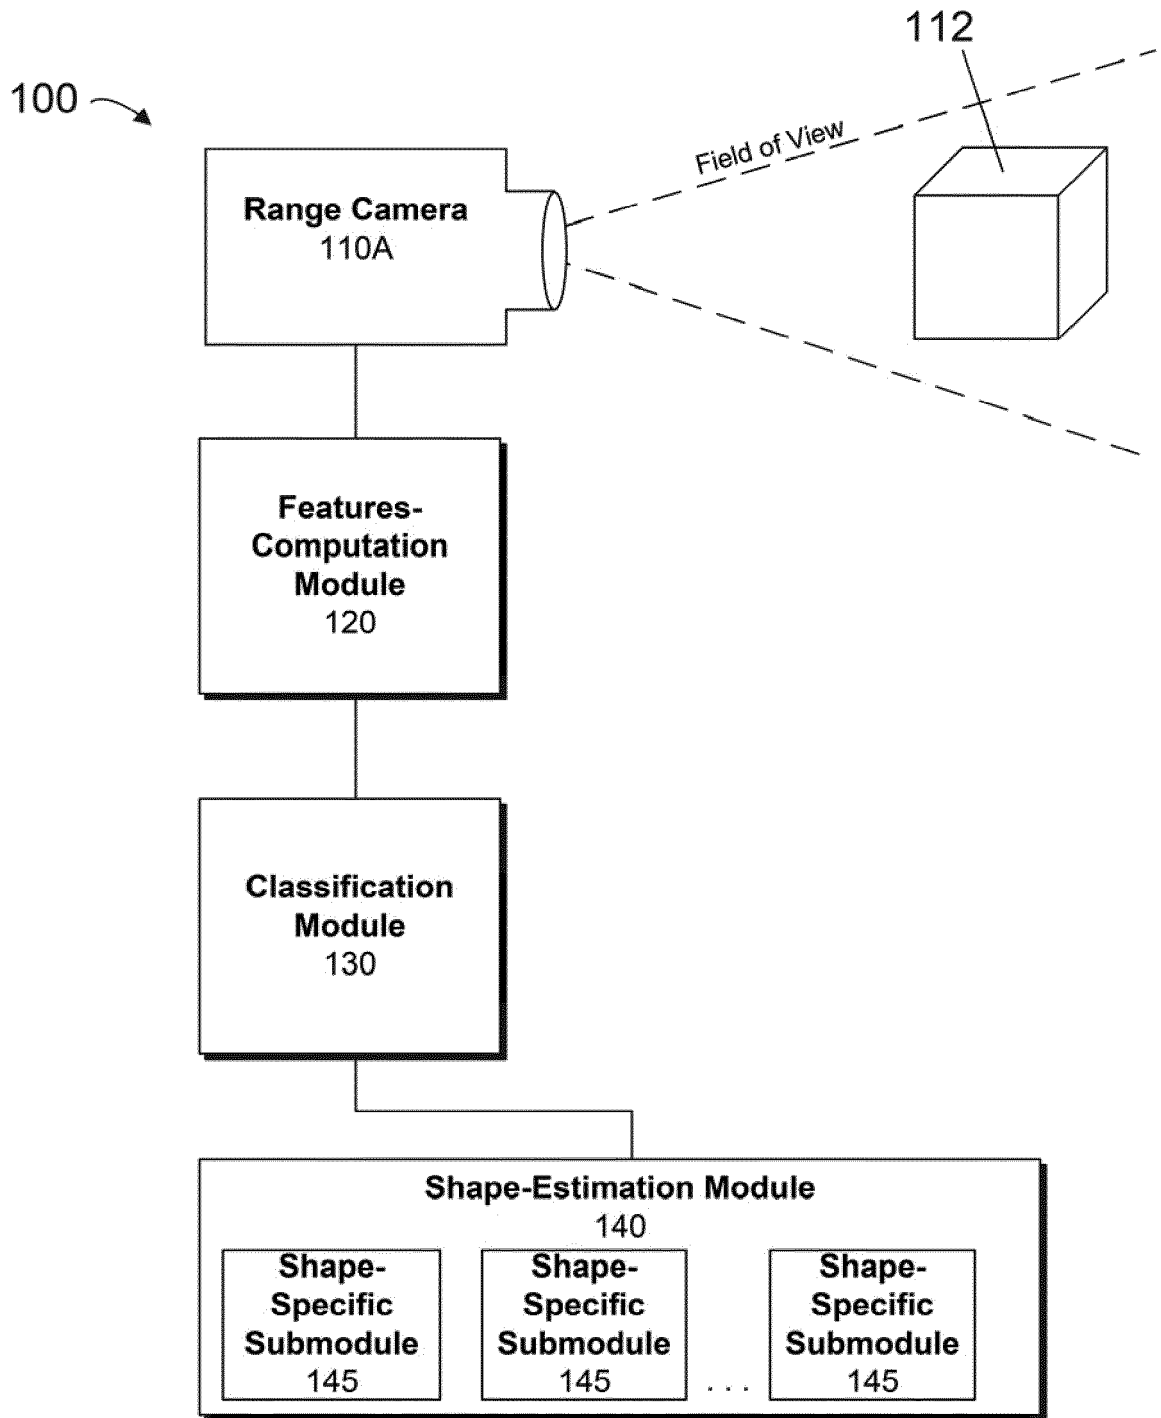 112
100
Field of View
Range Camera
110A
Features-
Computation
Module
120
Classification
Module
130
Shape-Estimation Module
140
Shape-
Specific
Submodule
145
Shape-
Specific
Submodule
145
. . .
Shape-
Specific
Submodule
145